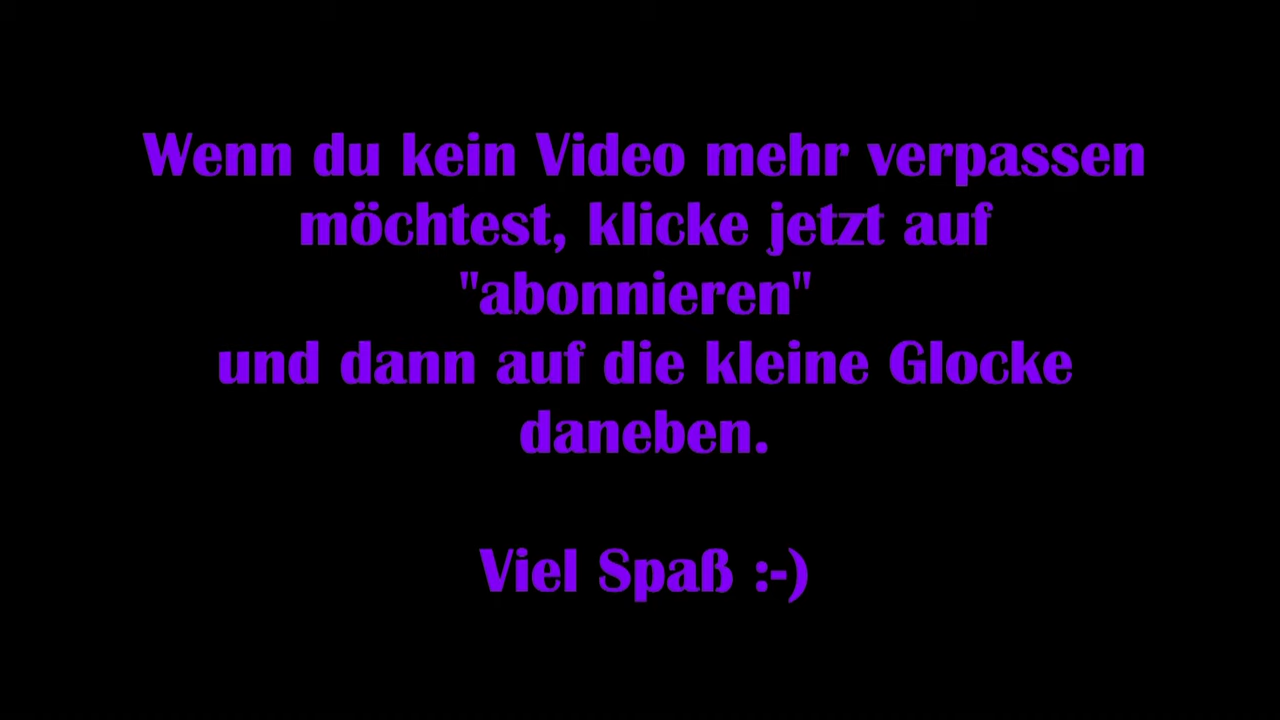 Wenn du kein Video mehr verpassen
möchtest, klicke jetzt auf
"abonnieren"
und dann auf die kleine Glocke
daneben.
Viel Spaß :-)